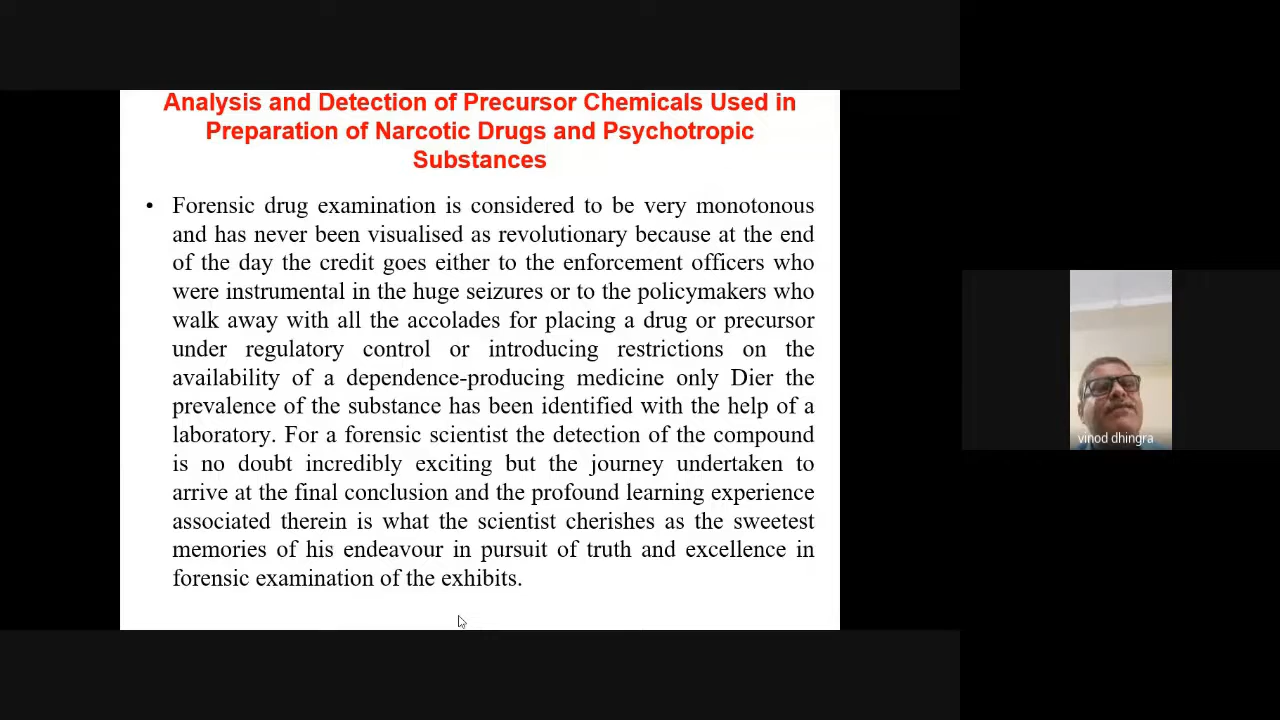 Analysis and Detection of Precursor Chemicals Used in
Preparation of Narcotic Drugs and Psychotropic
Substances
• Forensic drug examination is considered to be very monotonous
and has never been visualised as revolutionary because at the end
of the day the credit goes either to the enforcement officers who
were instrumental in the huge seizures or to the policymakers who
walk away with all the accolades for placing a drug or precursor
under regulatory control or introducing restrictions on the
availability of a dependence-producing medicine only Dier the
prevalence of the substance has been identified with the help of a
laboratory. For a forensic scientist the detection of the compound
is no doubt incredibly exciting but the journey undertaken to
arrive at the final conclusion and the profound learning experience
associated therein is what the scientist cherishes as the sweetest
memories of his endeavour in pursuit of truth and excellence in
forensic examination of the exhibits.
vinod dhingra